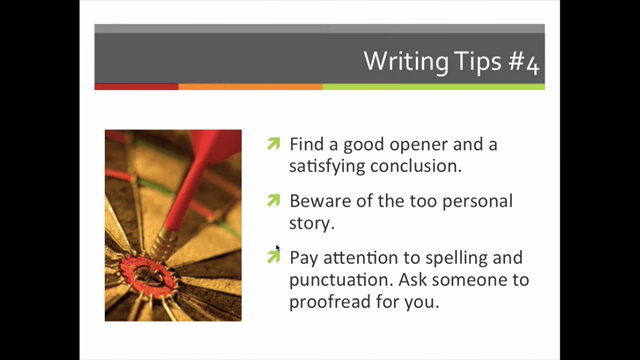 Writing Tips #4
Find a good opener and a
satisfying conclusion.
Beware of the too personal
story.
Pay attention to spelling and
punctuation. Ask someone to
proofread for you.